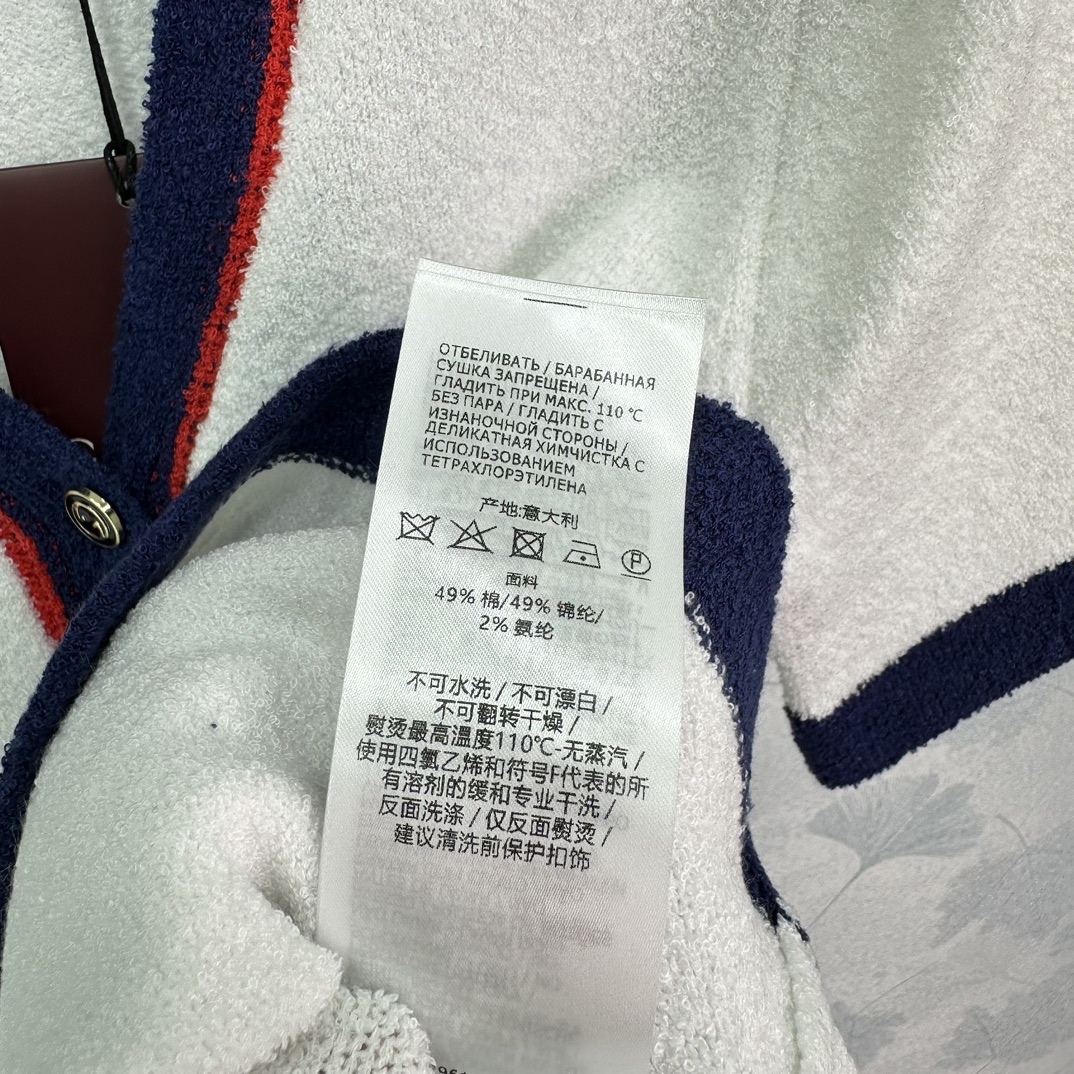 ОТБЕЛИВАТЬ / БАРАБАННАЯ
СУШКА ЗАПРЕЩЕНА /
ГЛАДИТЬ ПРИ МАКС. 110 °C
БЕЗ ПАРА / ГЛАДИТЬ С
ИЗНАНОЧНОЙ СТОРОНЫ /
ДЕЛИКАТНАЯ ХИМЧИСТКА С
ИСПОЛЬЗОВАНИЕМ
ТЕТРАХЛОРЭТИЛЕНА
产地:意大利
P
面料
49% 棉/49% 锦纶/
2% 氨纶
不可水洗 / 不可漂白 /
不可翻转干燥 /
熨烫最高温度110℃-无蒸汽 /
使用四氯乙烯和符号F代表的所
有溶剂的缓和专业干洗 /
反面洗涤 / 仅反面熨烫 /
建议清洗前保护扣饰